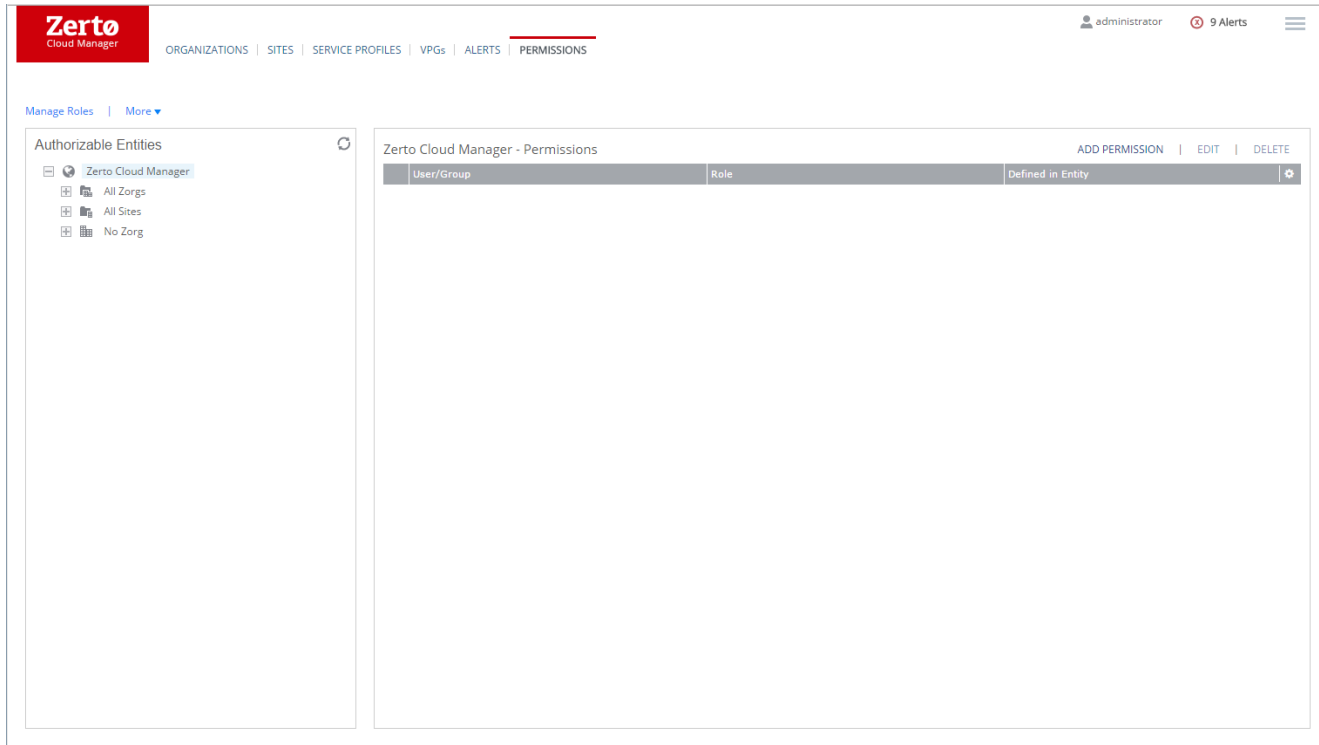 Zertø
Cloud Manager
administrator
9 Alerts
ORGANIZATIONS | SITES | SERVICE PROFILES | VPGs | ALERTS | PERMISSIONS
Manage Roles | More
Authorizable Entities
Zerto Cloud Manager
All Zorgs
All Sites
No Zorg
Zerto Cloud Manager - Permissions
ADD PERMISSION | EDIT | DELETE
User/Group Role Defined in Entity